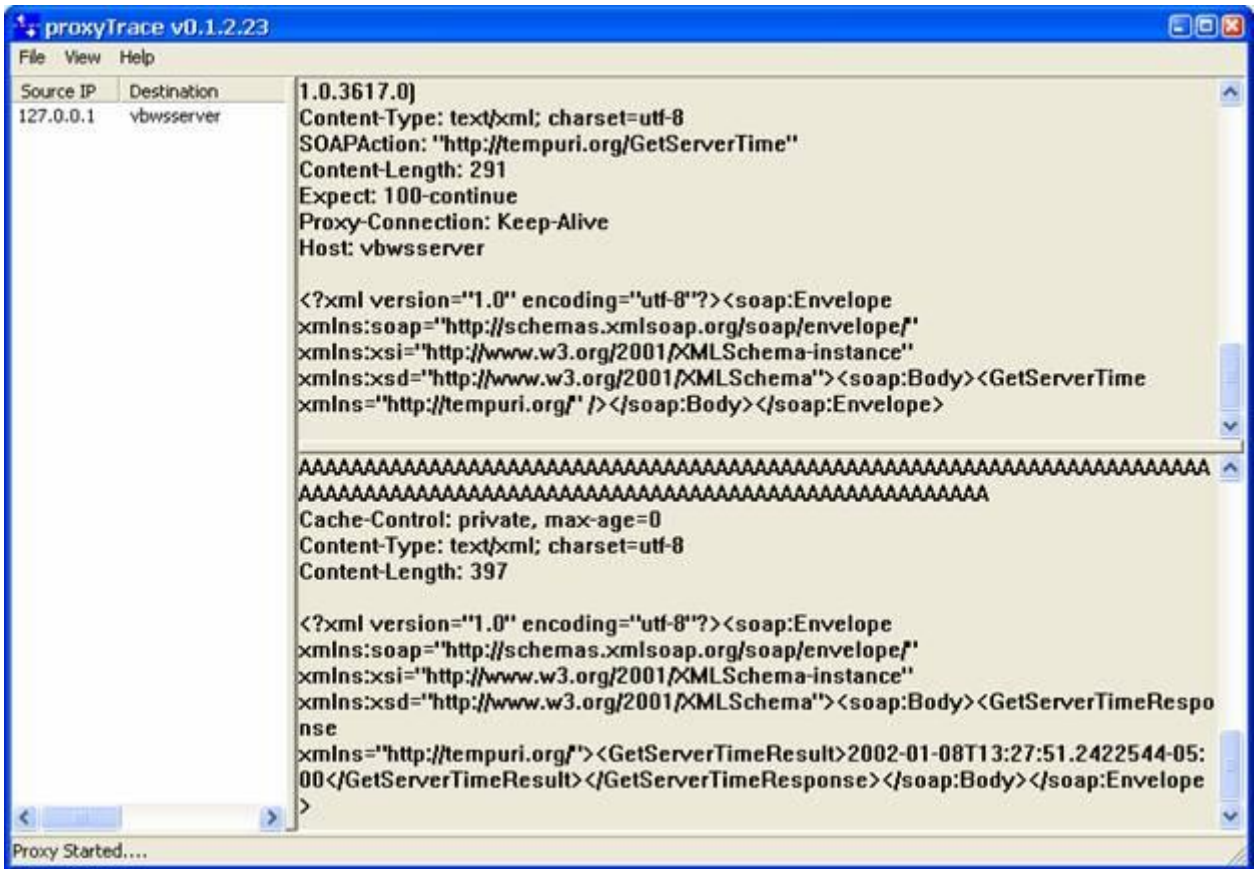 proxyTrace v0.1.2.23
File View Help
Source IP Destination
127.0.0.1 vbwsserver
1.0.3617.0)
Content-Type: text/xml; charset=utf-8
SOAPAction: "http://tempuri.org/GetServerTime"
Content-Length: 291
Expect: 100-continue
Proxy-Connection: Keep-Alive
Host: vbwsserver
<?xml version="1.0" encoding="utf-8"?><soap:Envelope
xmlns:soap="http://schemas.xmlsoap.org/soap/envelope/"
xmlns:xsi="http://www.w3.org/2001/XMLSchema-instance"
xmlns:xsd="http://www.w3.org/2001/XMLSchema"><soap:Body><GetServerTime
xmlns="http://tempuri.org/" /></soap:Body></soap:Envelope>
AAAAAAAAAAAAAAAAAAAAAAAAAAAAAAAAAAAAAAAAAAAAAAAAAAAAAAAAAAAAAAAAAAAAAA
AAAAAAAAAAAAAAAAAAAAAAAAAAAAAAAAAAAAAAAAAAAAAAAAAAAAA
Cache-Control: private, max-age=0
Content-Type: text/xml; charset=utf-8
Content-Length: 397
<?xml version="1.0" encoding="utf-8"?><soap:Envelope
xmlns:soap="http://schemas.xmlsoap.org/soap/envelope/"
xmlns:xsi="http://www.w3.org/2001/XMLSchema-instance"
xmlns:xsd="http://www.w3.org/2001/XMLSchema"><soap:Body><GetServerTimeRespo
nse
xmlns="http://tempuri.org/"><GetServerTimeResult>2002-01-08T13:27:51.2422544-05:
00</GetServerTimeResult></GetServerTimeResponse></soap:Body></soap:Envelope
>
Proxy Started....